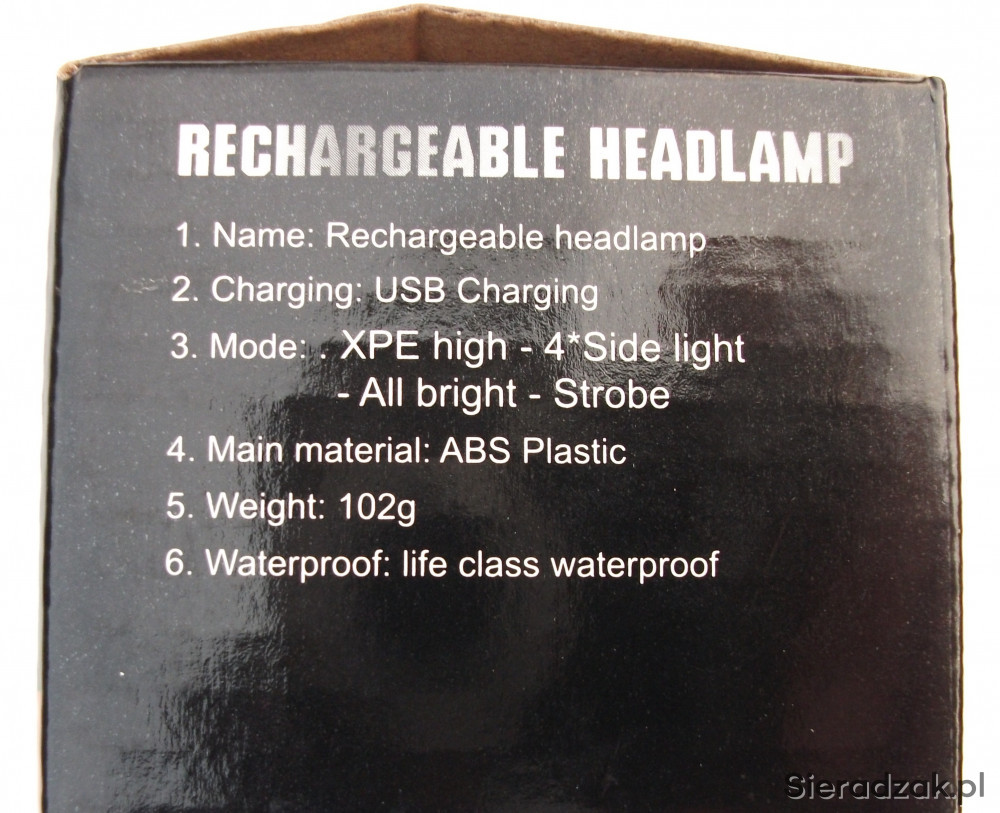 RECHARGEABLE HEADLAMP
1. Name: Rechargeable headlamp
2. Charging: USB Charging
3. Mode: . XPE high - 4*Side light
- All bright - Strobe
4. Main material: ABS Plastic
5. Weight: 102g
6. Waterproof: life class waterproof
Sieradzak.pl